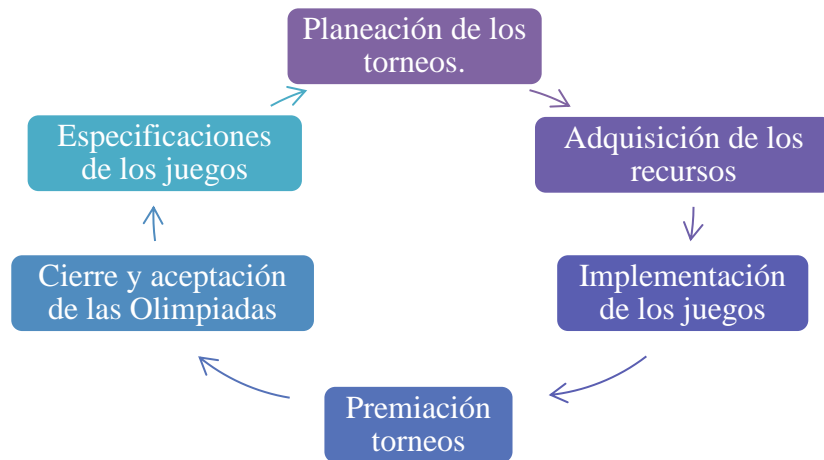 Planeación de los
torneos.
Adquisición de los
recursos
Implementación
de los juegos
Premiación
torneos
Cierre y aceptación
de las Olimpiadas
Especificaciones
de los juegos